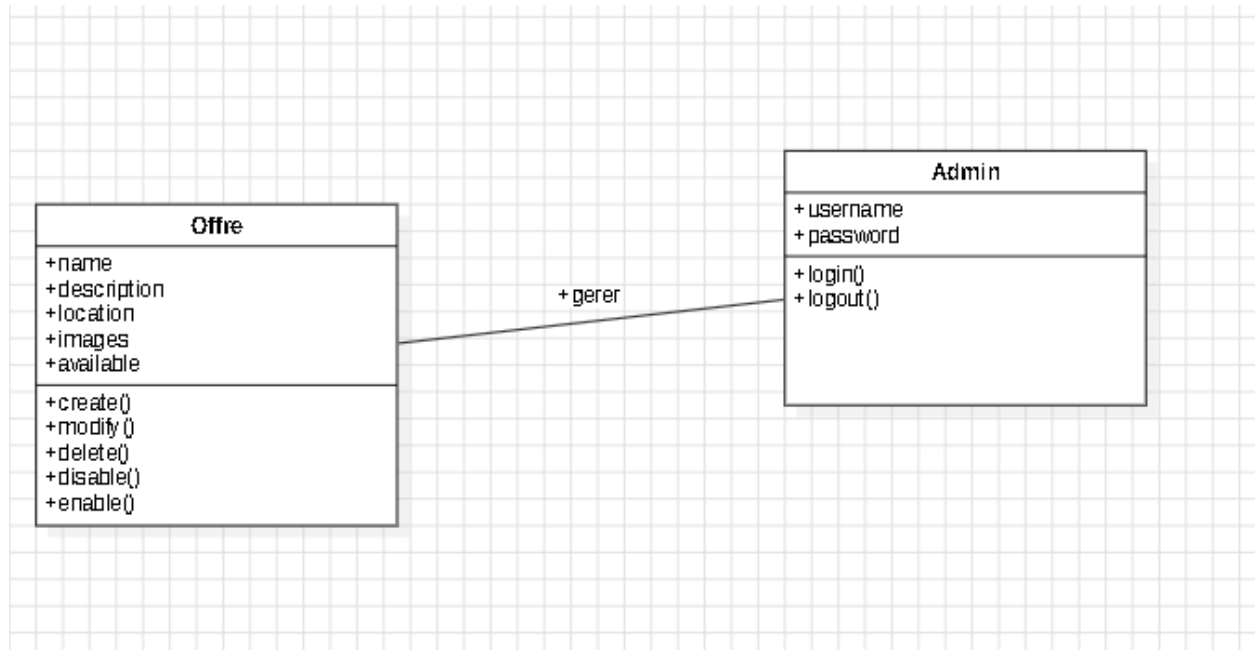 Offre
+name
+description
+location
+images
+available
+create()
+modify()
+delete()
+disable()
+enable()
+gerer
Admin
+username
+password
+login()
+logout()